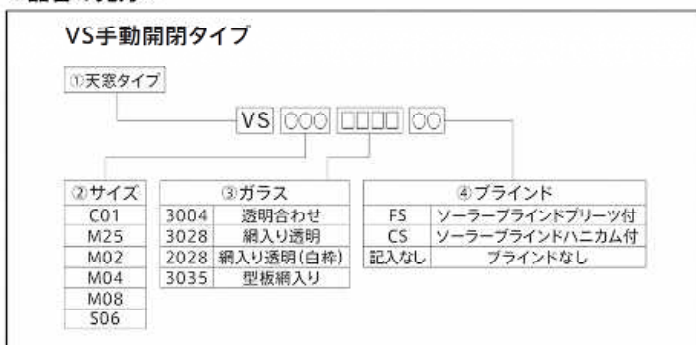 VS手動開閉タイプ
①天窓タイプ
VS ○○○ □□□□ ○○
②サイズ
C01
M25
M02
M04
M08
S06
③ガラス
3004 透明合わせ
3028 網入り透明
2028 網入り透明(白枠)
3035 型板網入り
④ブラインド
FS ソーラーブラインドプリーツ付
CS ソーラーブラインドハニカム付
記入なし ブラインドなし